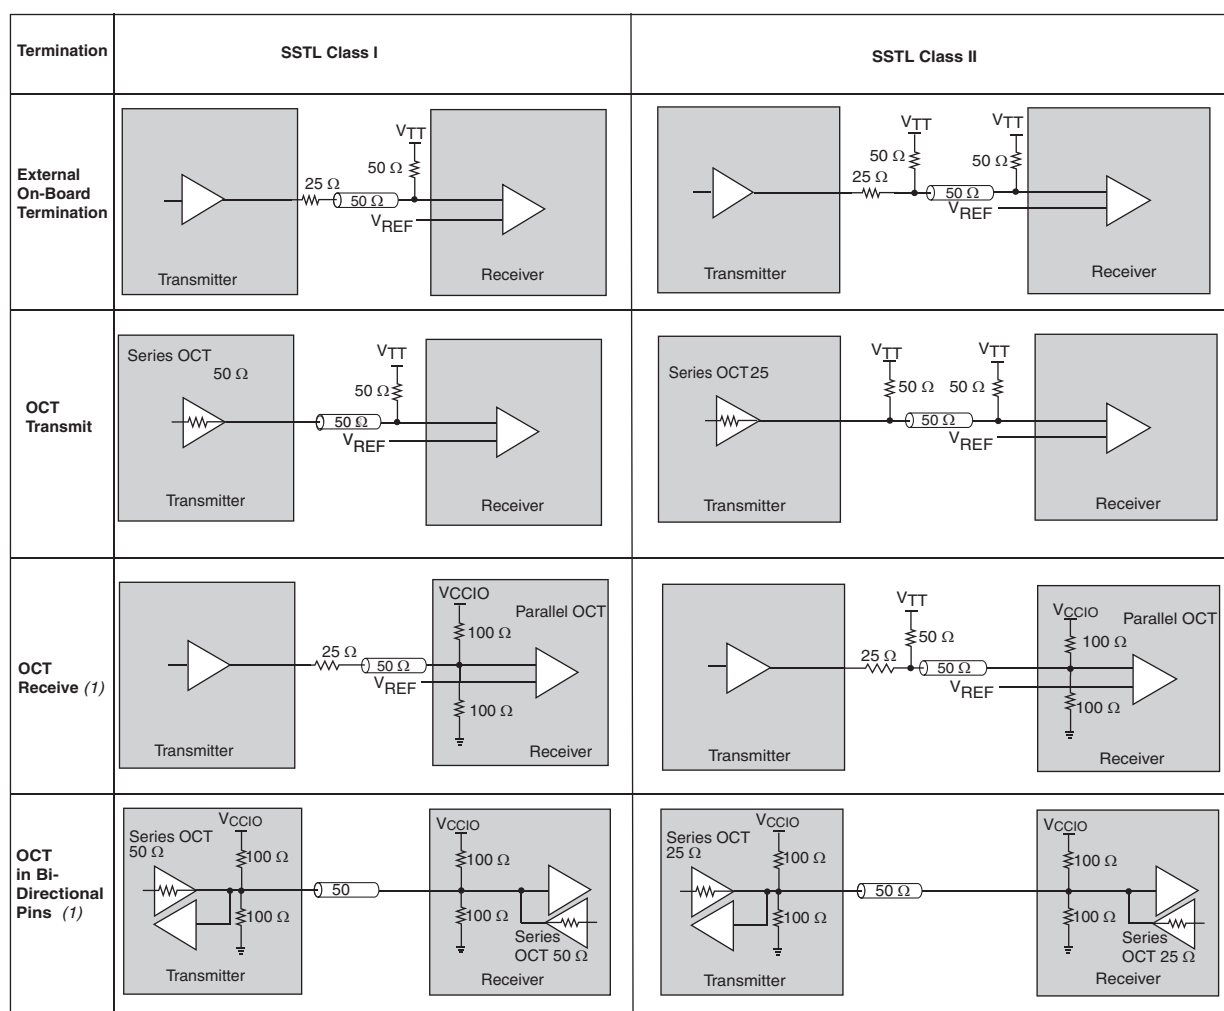 Termination
SSTL Class I
SSTL Class II
External
On-Board
Termination
VTT
50 Ω
25 Ω
50 Ω
VREF
Transmitter
Receiver
VTT
VTT
50 Ω
50 Ω
25 Ω
50 Ω
VREF
Transmitter
Receiver
OCT
Transmit
Series OCT
50 Ω
VTT
50 Ω
50 Ω
VREF
Transmitter
Receiver
Series OCT 25
VTT
VTT
50 Ω
50 Ω
50 Ω
VREF
Transmitter
Receiver
OCT
Receive (1)
VCCIO
Parallel OCT
100 Ω
25 Ω
50 Ω
VREF
100 Ω
Transmitter
Receiver
VTT
VCCIO
Parallel OCT
50 Ω
100 Ω
25 Ω
50 Ω
VREF
100 Ω
Transmitter
Receiver
OCT
in Bi-
Directional
Pins (1)
Series OCT
50 Ω
VCCIO
100 Ω
100 Ω
50
VCCIO
100 Ω
100 Ω
Series
OCT 50 Ω
Transmitter
Receiver
Series OCT
25 Ω
VCCIO
100 Ω
100 Ω
50 Ω
VCCIO
100 Ω
100 Ω
Series
OCT 25 Ω
Transmitter
Receiver